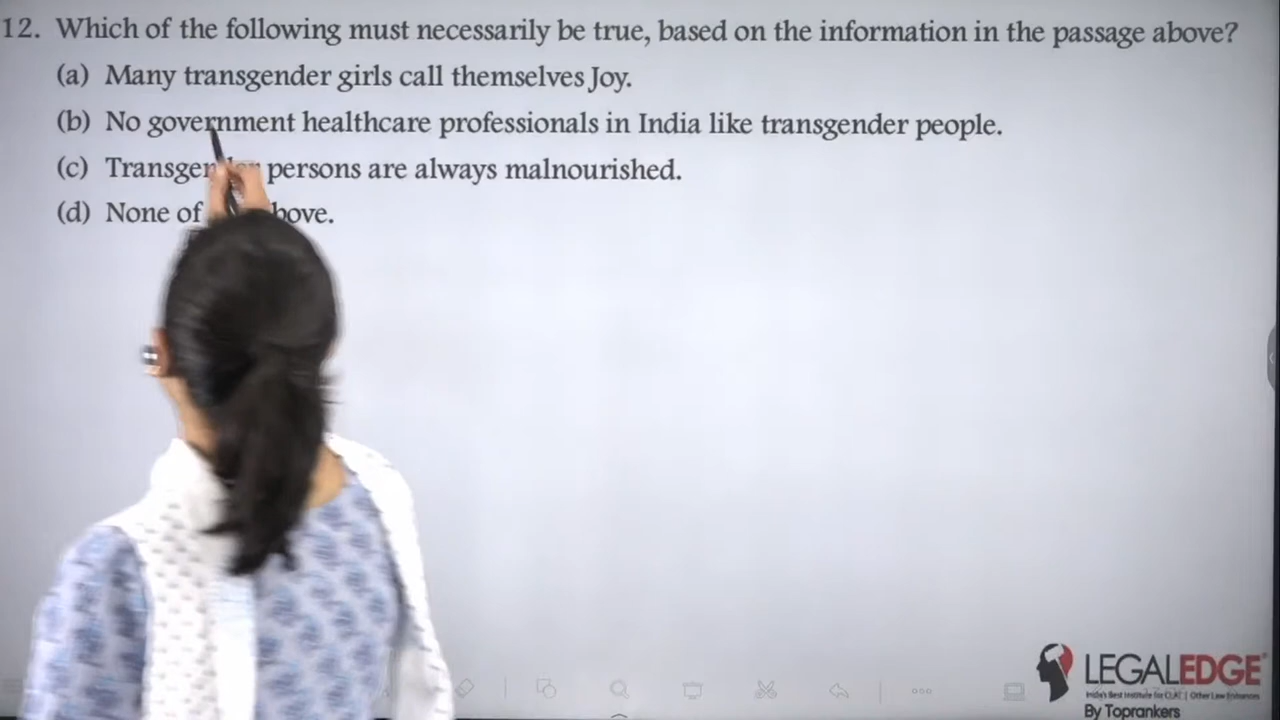 12. Which of the following must necessarily be true, based on the information in the passage above?
(a) Many transgender girls call themselves Joy.
(b) No government healthcare professionals in India like transgender people.
(c) persons are always malnourished.
(d) None of
LEGALEDGE
By Toprankers